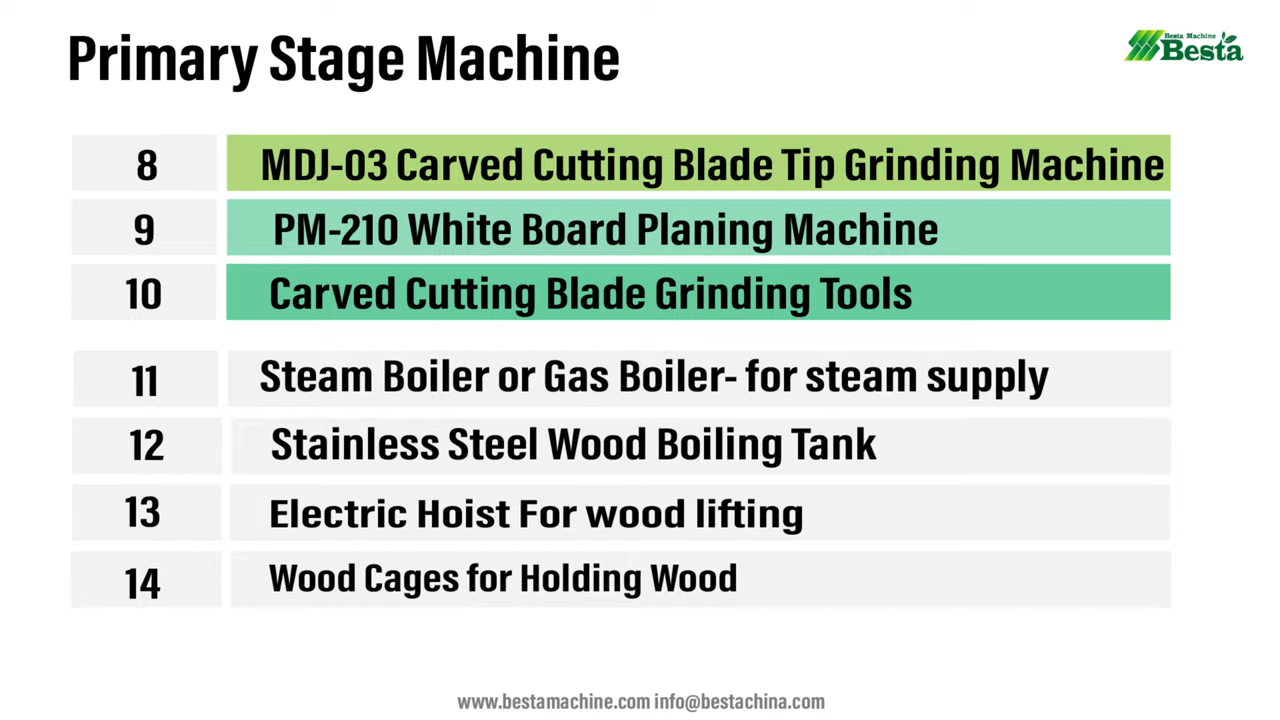 Primary Stage Machine
Besta Machine
Besta
8 MDJ-03 Carved Cutting Blade Tip Grinding Machine
9 PM-210 White Board Planing Machine
10 Carved Cutting Blade Grinding Tools
11 Steam Boiler or Gas Boiler- for steam supply
12 Stainless Steel Wood Boiling Tank
13 Electric Hoist For wood lifting
14 Wood Cages for Holding Wood
www.bestamachine.com info@bestachina.com